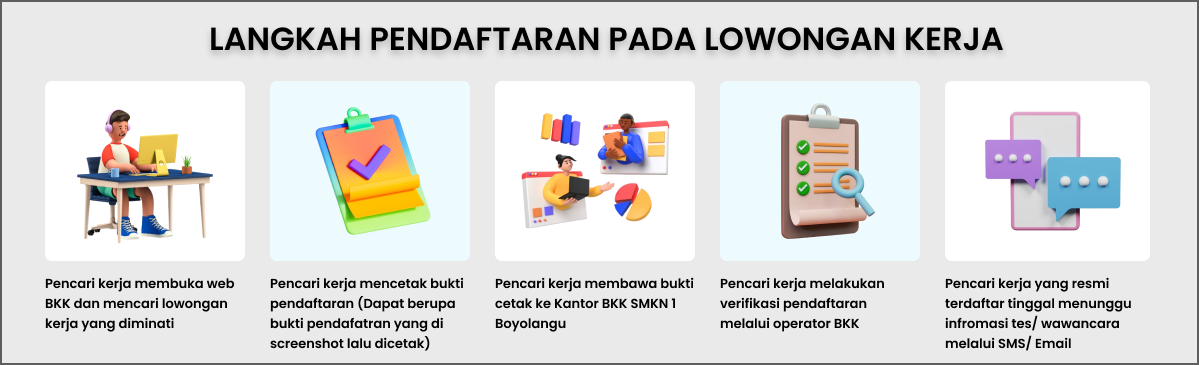 LANGKAH PENDAFTARAN PADA LOWONGAN KERJA
Pencari kerja membuka web
BKK dan mencari lowongan
kerja yang diminati
Pencari kerja mencetak bukti
pendaftaran (Dapat berupa
bukti pendafatran yang di
screenshot lalu dicetak)
Pencari kerja membawa bukti
cetak ke Kantor BKK SMKN 1
Boyolangu
Pencari kerja melakukan
verifikasi pendaftaran
melalui operator BKK
Pencari kerja yang resmi
terdaftar tinggal menunggu
infromasi tes/ wawancara
melalui SMS/ Email